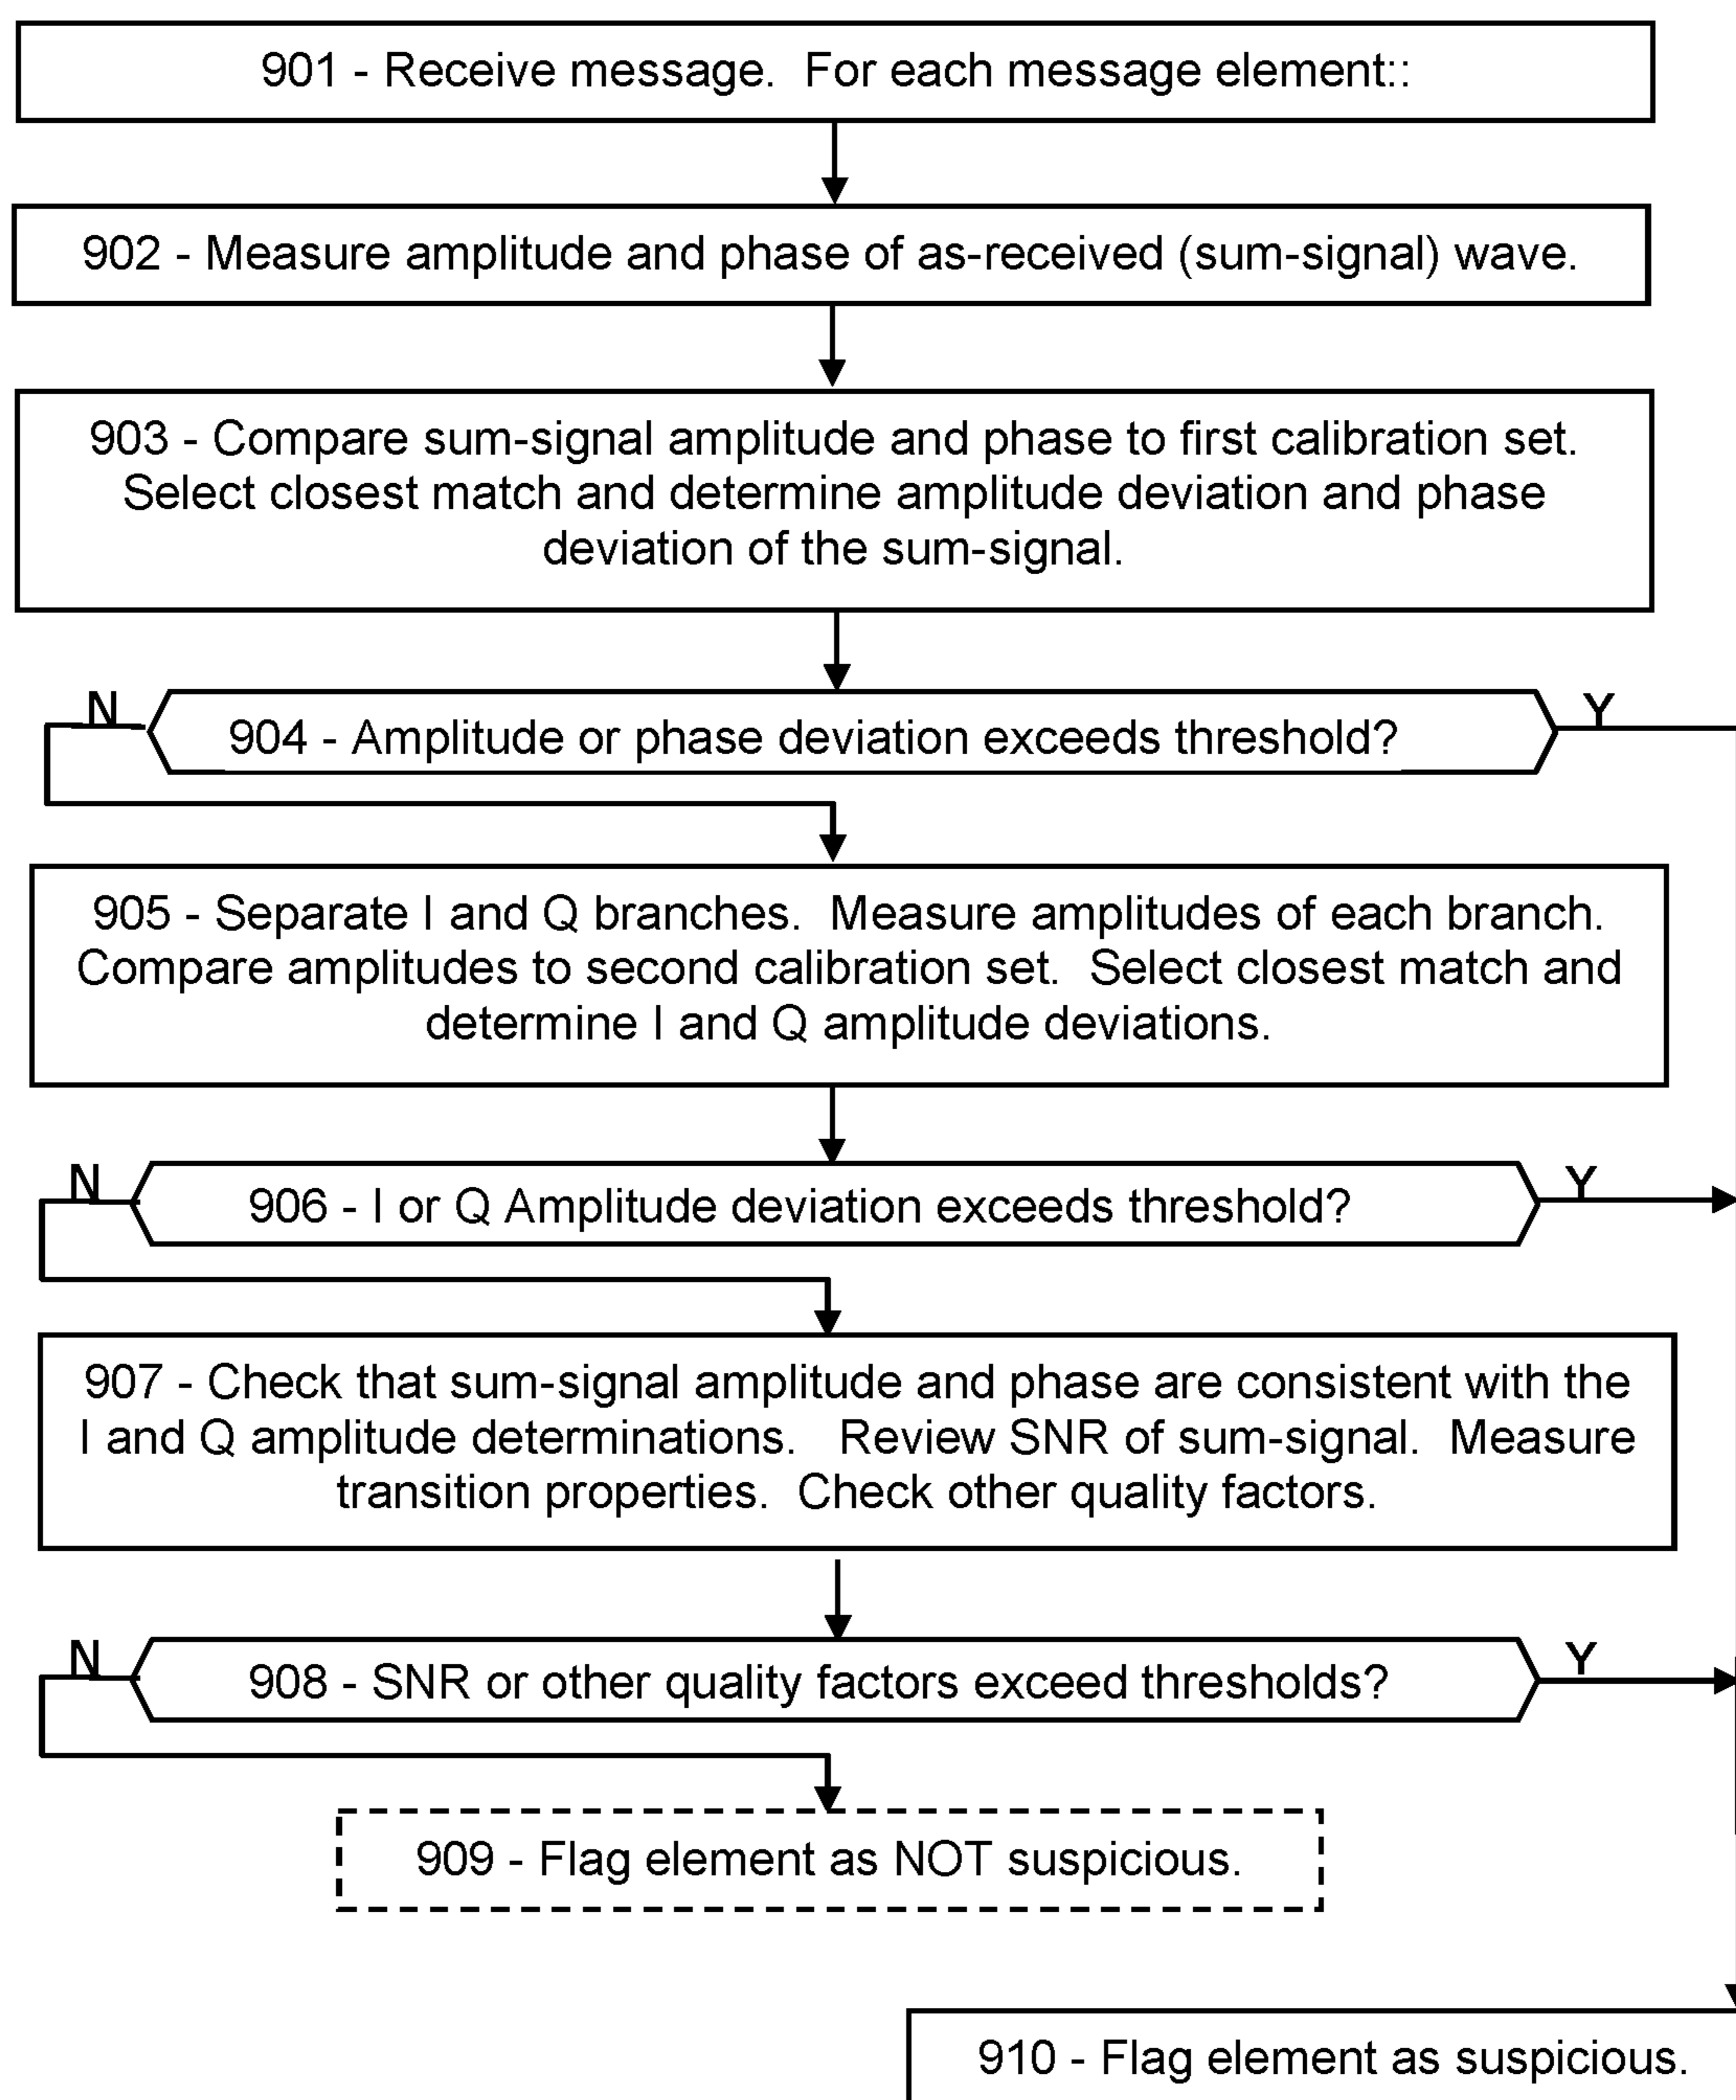 901 - Receive message.  For each message element::
902 - Measure amplitude and phase of as-received (sum-signal) wave.
903 - Compare sum-signal amplitude and phase to first calibration set.
Select closest match and determine amplitude deviation and phase
deviation of the sum-signal.
N
904 - Amplitude or phase deviation exceeds threshold?
Y
905 - Separate I and Q branches.  Measure amplitudes of each branch.
Compare amplitudes to second calibration set.  Select closest match and
determine I and Q amplitude deviations.
N
906 - I or Q Amplitude deviation exceeds threshold?
Y
907 - Check that sum-signal amplitude and phase are consistent with the
I and Q amplitude determinations.   Review SNR of sum-signal.  Measure
transition properties.  Check other quality factors.
N
908 - SNR or other quality factors exceed thresholds?
Y
909 - Flag element as NOT suspicious.
910 - Flag element as suspicious.